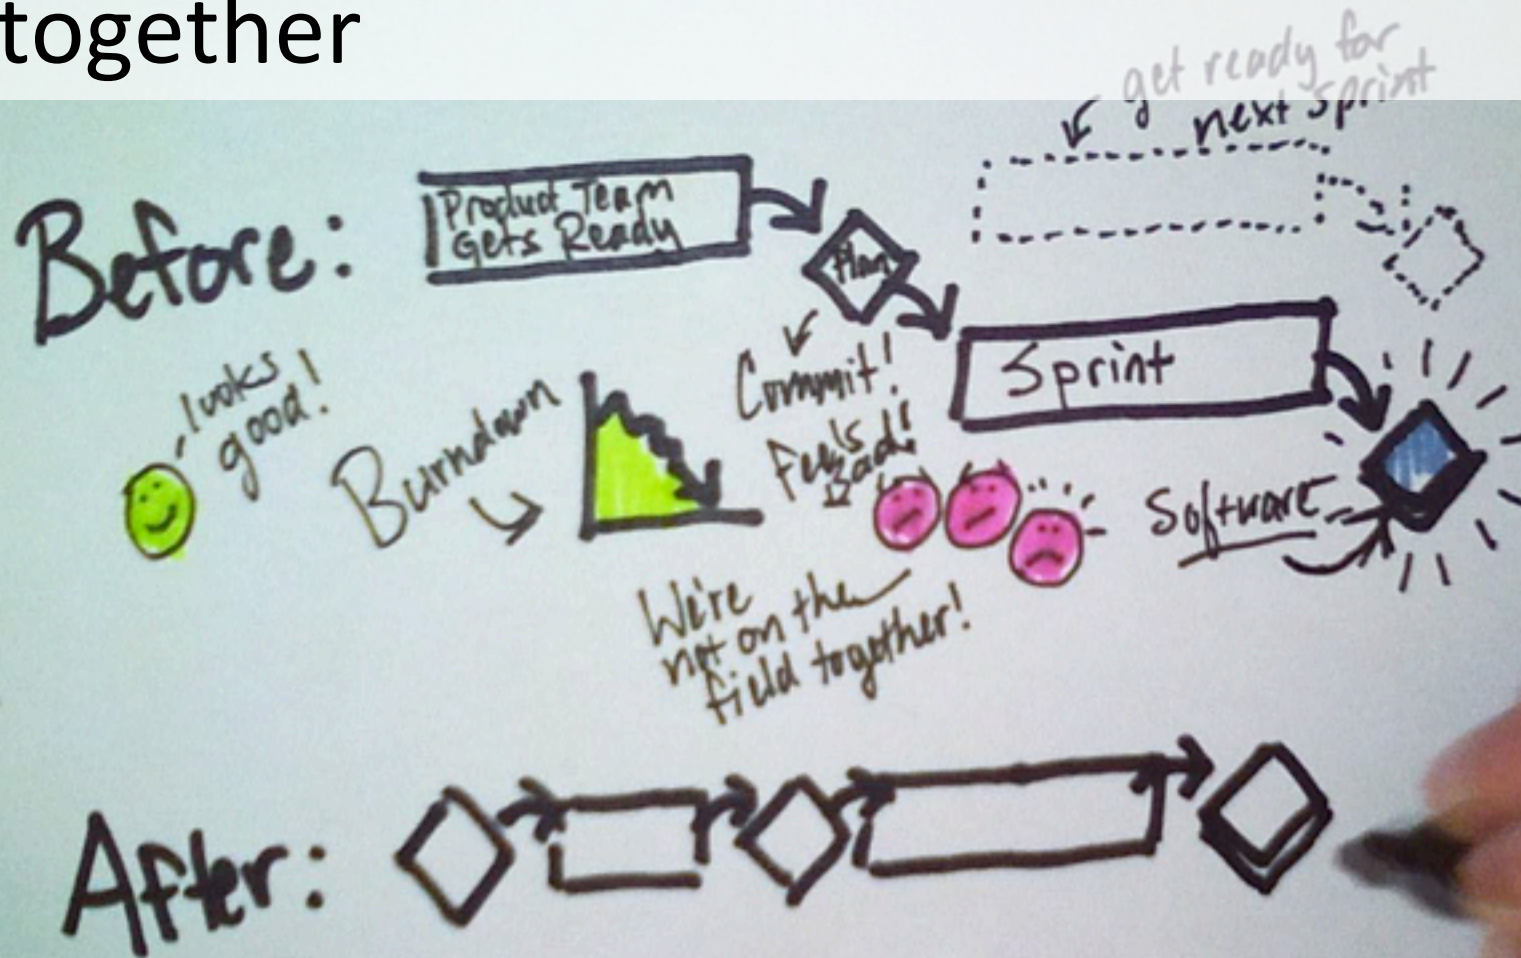 together
get ready for
next sprint
Before:
Product Team
Gets Ready
Plan
Sprint
looks
good!
Burndown
Commit!
Feels
Bad!
Software
We're
not on the
field together!
After: